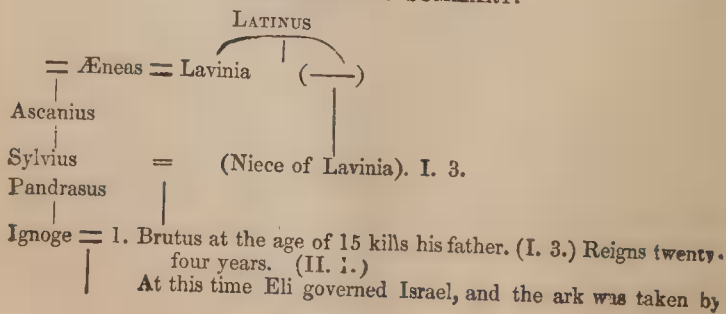 LATINUS
= Æneas = Lavinia (——)
Ascanius
Sylvius = (Niece of Lavinia). I. 3.
Pandrasus
Ignoge = 1. Brutus at the age of 15 kills his father. (I. 3.) Reigns twenty-
four years. (II. 1.)
At this time Eli governed Israel, and the ark was taken by